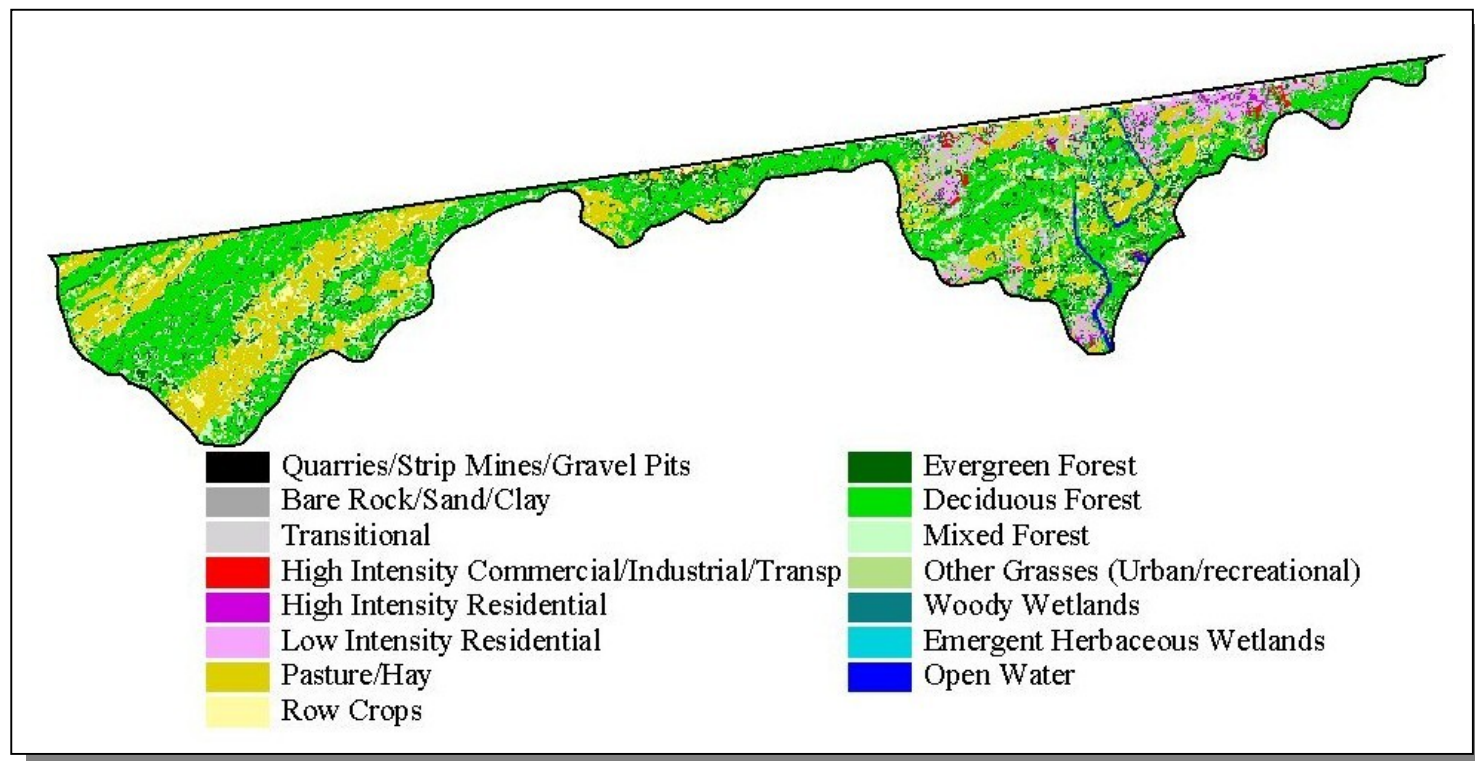 Quarries/Strip Mines/Gravel Pits
Bare Rock/Sand/Clay
Transitional
High Intensity Commercial/Industrial/Transp
High Intensity Residential
Low Intensity Residential
Pasture/Hay
Row Crops
Evergreen Forest
Deciduous Forest
Mixed Forest
Other Grasses (Urban/recreational)
Woody Wetlands
Emergent Herbaceous Wetlands
Open Water